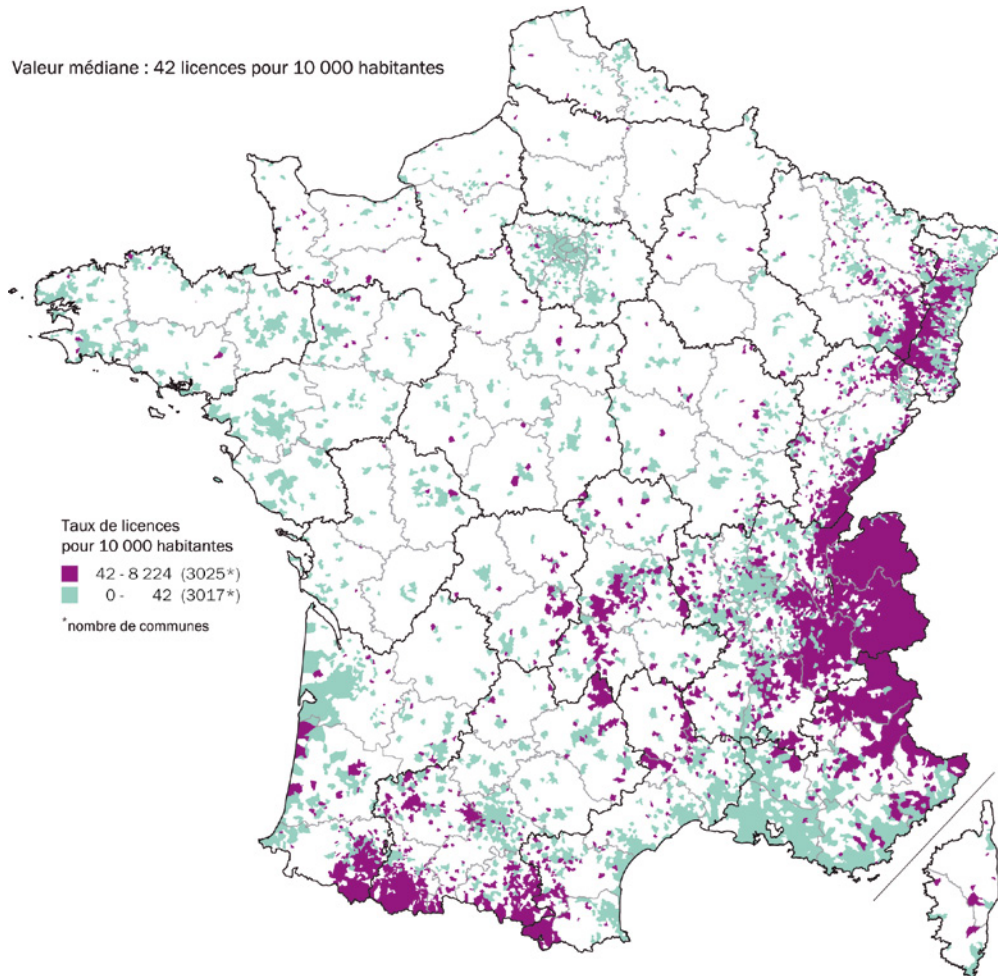 Valeur médiane : 42 licences pour 10 000 habitantes
Taux de licences
pour 10 000 habitantes
42 - 8 224 (3025*)
0 - 42 (3017*)
*nombre de communes